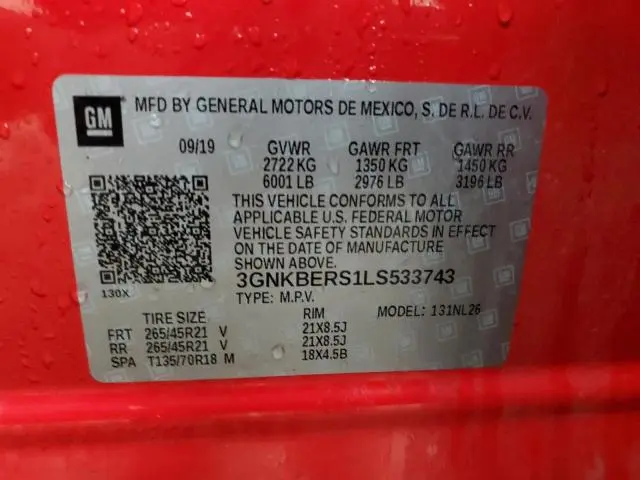 GM MFD BY GENERAL MOTORS DE MEXICO, S. DE R.L. DE C.V.
09/19 GVWR GAWR FRT GAWR RR
2722 KG 1350 KG 1450 KG
6001 LB 2976 LB 3196 LB
THIS VEHICLE CONFORMS TO ALL
APPLICABLE U.S. FEDERAL MOTOR
VEHICLE SAFETY STANDARDS IN EFFECT
ON THE DATE OF MANUFACTURE
SHOWN ABOVE.
130X 3GNKBERS1LS533743
TYPE: M.P.V. MODEL: 131NL26
TIRE SIZE RIM
FRT 265/45R21 V 21X8.5J
RR 265/45R21 V 21X8.5J
SPA T135/70R18 M 18X4.5B